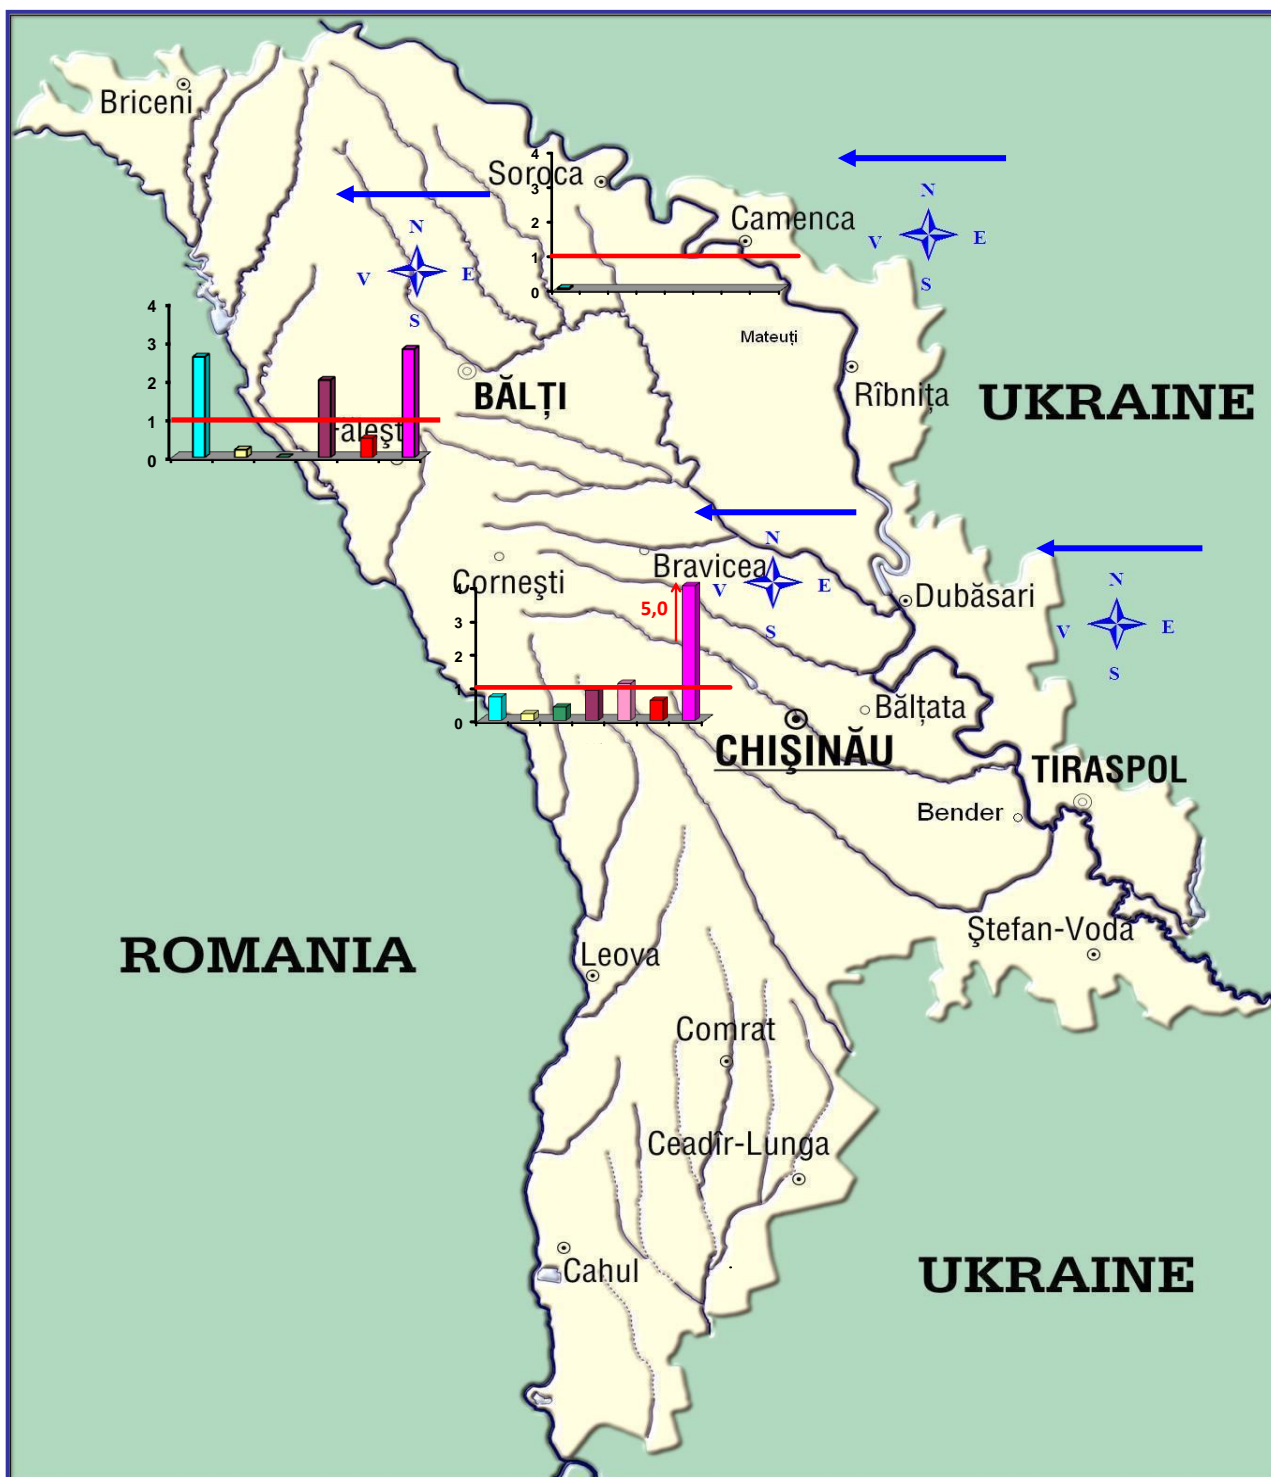 Briceni
Soroca
N
4
3
2
1
0
Camenca
N
V
E
S
V
E
S
4
3
2
1
0
Mateuți
BĂLȚI
Rîbnița
UKRAINE
Făleșt
Bravicea
N
V
E
S
Corneşti
Dubăsari
N
V
E
S
4
3
2
1
0
5,0
Bălțata
CHIŞINĂU
TIRASPOL
Bender
ROMANIA
Ştefan-Vodă
Leova
Comrat
Ceadîr-Lunga
Cahul
UKRAINE